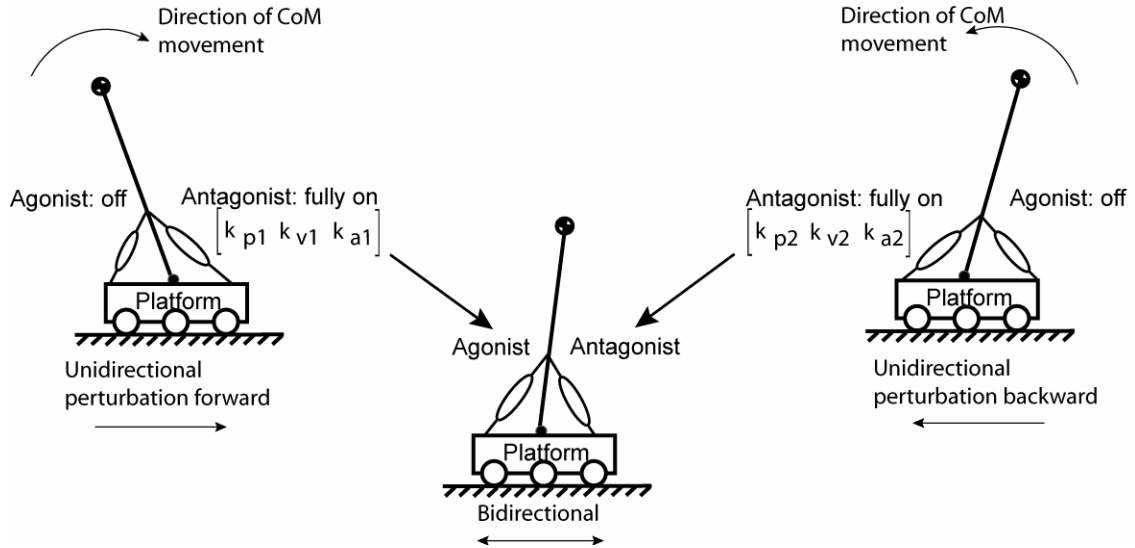 Direction of CoM
movement
Agonist: off
Antagonist: fully on
[k p1 k v1 k a1]
Platform
Unidirectional
perturbation forward
Agonist
Antagonist
Platform
Bidirectional
Direction of CoM
movement
Antagonist: fully on
[k p2 k v2 k a2]
Agonist: off
Platform
Unidirectional
perturbation backward